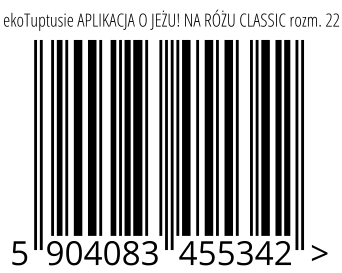 ekoTuptusie APLIKACJA O JEŻU! NA RÓŻU CLASSIC rozm. 22
5 904083 455342 >